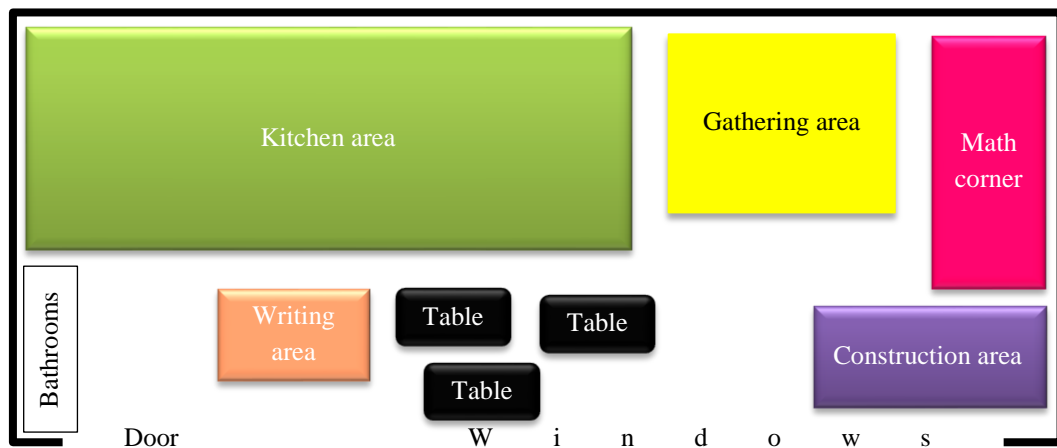 Kitchen area
Gathering area
Math
corner
Bathrooms
Writing
area
Table
Table
Table
Construction area
Door
W i n d o w s